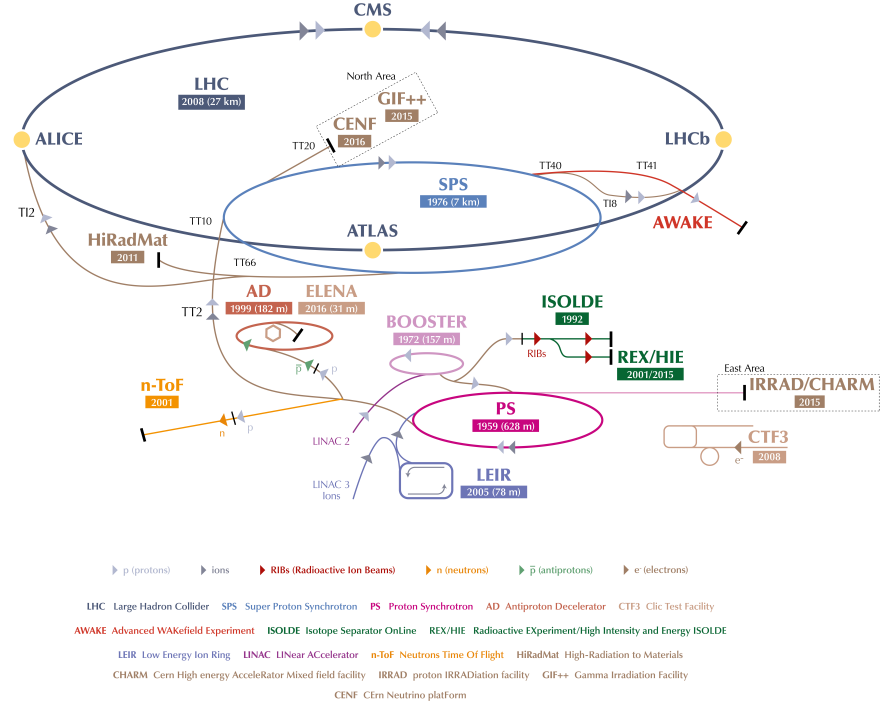 CMS
North Area
LHC
2008 (27 km)
GIF++
2015
CENF
2016
ALICE
LHCb
TT20
TT40
TT41
SPS
1976 (7 km)
TI8
TI2
TT10
AWAKE
ATLAS
HiRadMat
2011
TT66
AD
1999 (182 m)
ELENA
2016 (31 m)
TT2
ISOLDE
1992
BOOSTER
1972 (157 m)
RIBs
REX/HIE
2001/2015
p̅
p
East Area
IRRAD/CHARM
2015
n-ToF
2001
PS
1959 (628 m)
n
p
LINAC 2
CTF3
2008
e-
LEIR
2005 (78 m)
LINAC 3
Ions
p (protons) ions RIBs (Radioactive Ion Beams) n (neutrons) p̅ (antiprotons) e- (electrons)
LHC Large Hadron Collider SPS Super Proton Synchrotron PS Proton Synchrotron AD Antiproton Decelerator CTF3 Clic Test Facility
AWAKE Advanced WAKefield Experiment ISOLDE Isotope Separator OnLine REX/HIE Radioactive EXperiment/High Intensity and Energy ISOLDE
LEIR Low Energy Ion Ring LINAC LINear ACcelerator n-ToF Neutrons Time Of Flight HiRadMat High-Radiation to Materials
CHARM Cern High energy AcceleRator Mixed field facility IRRAD proton IRRADiation facility GIF++ Gamma Irradiation Facility
CENF CErn Neutrino platForm